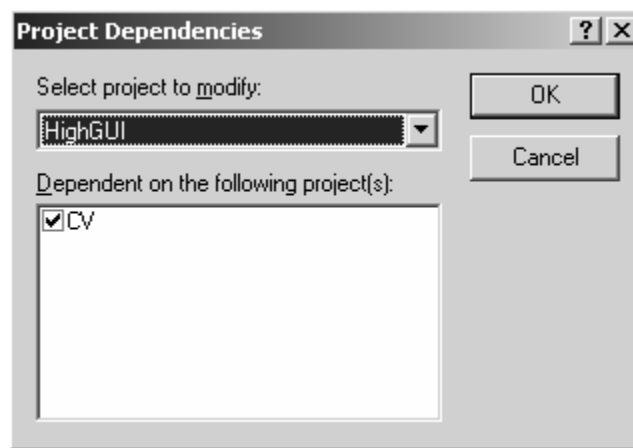 Project Dependencies
Select project to modify:
HighGUI
OK
Cancel
Dependent on the following project(s):
CV